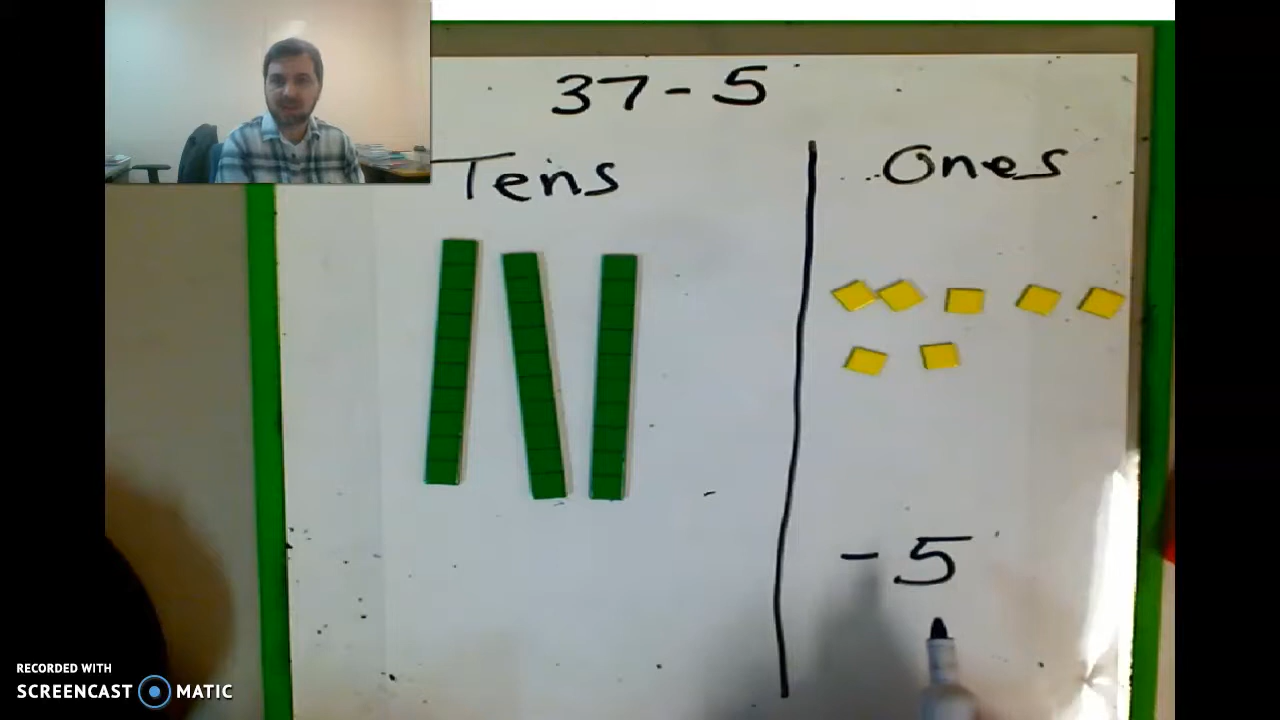 37 - 5
Tens Ones
- 5
RECORDED WITH
SCREENCAST MATIC